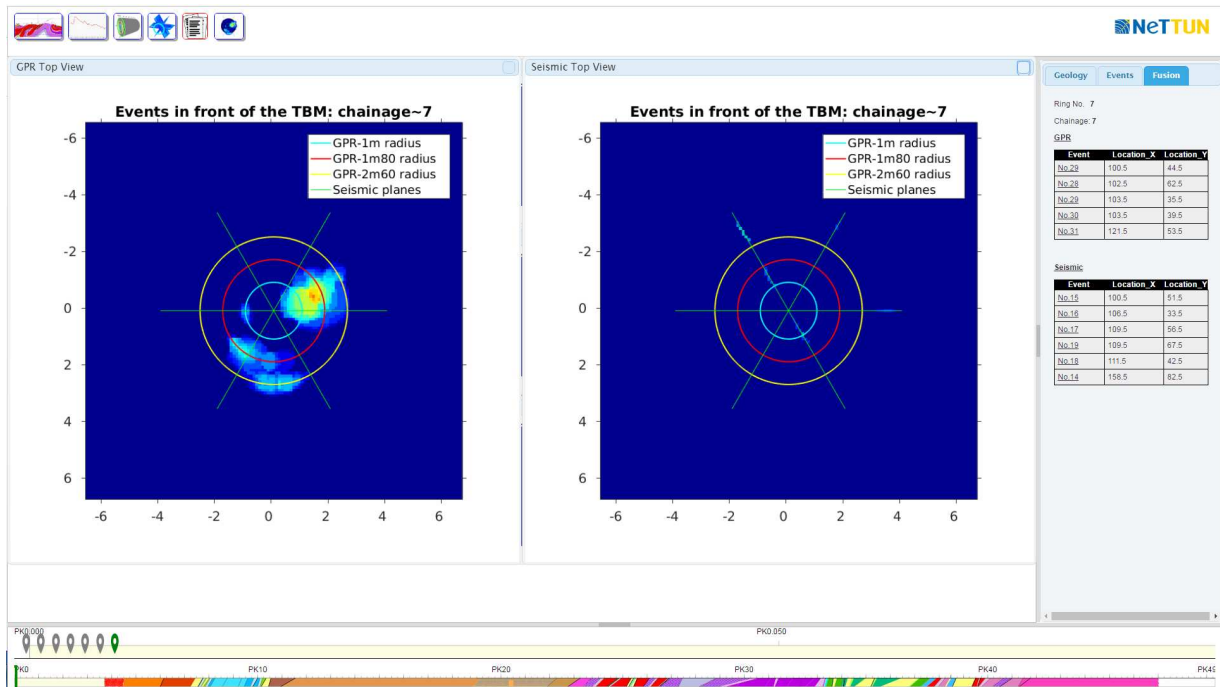 NeTTUN
GPR Top View
Events in front of the TBM: chainage~7
GPR-1m radius
GPR-1m80 radius
GPR-2m60 radius
Seismic planes
-6
-4
-2
0
2
4
6
-6 -4 -2 0 2 4 6
Seismic Top View
Events in front of the TBM: chainage~7
GPR-1m radius
GPR-1m80 radius
GPR-2m60 radius
Seismic planes
-6
-4
-2
0
2
4
6
-6 -4 -2 0 2 4 6
Geology Events Fusion
Ring No. 7
Chainage: 7
GPR
Event Location_X Location_Y
No.29 100.5 44.5
No.28 102.5 62.5
No.29 103.5 35.5
No.30 103.5 39.5
No.31 121.5 53.5
Seismic
Event Location_X Location_Y
No.15 100.5 51.5
No.16 106.5 33.5
No.17 109.5 56.5
No.19 109.5 67.5
No.18 111.5 42.5
No.14 158.5 82.5
PK0.000 PK0.050
PK0 PK10 PK20 PK30 PK40 PK49